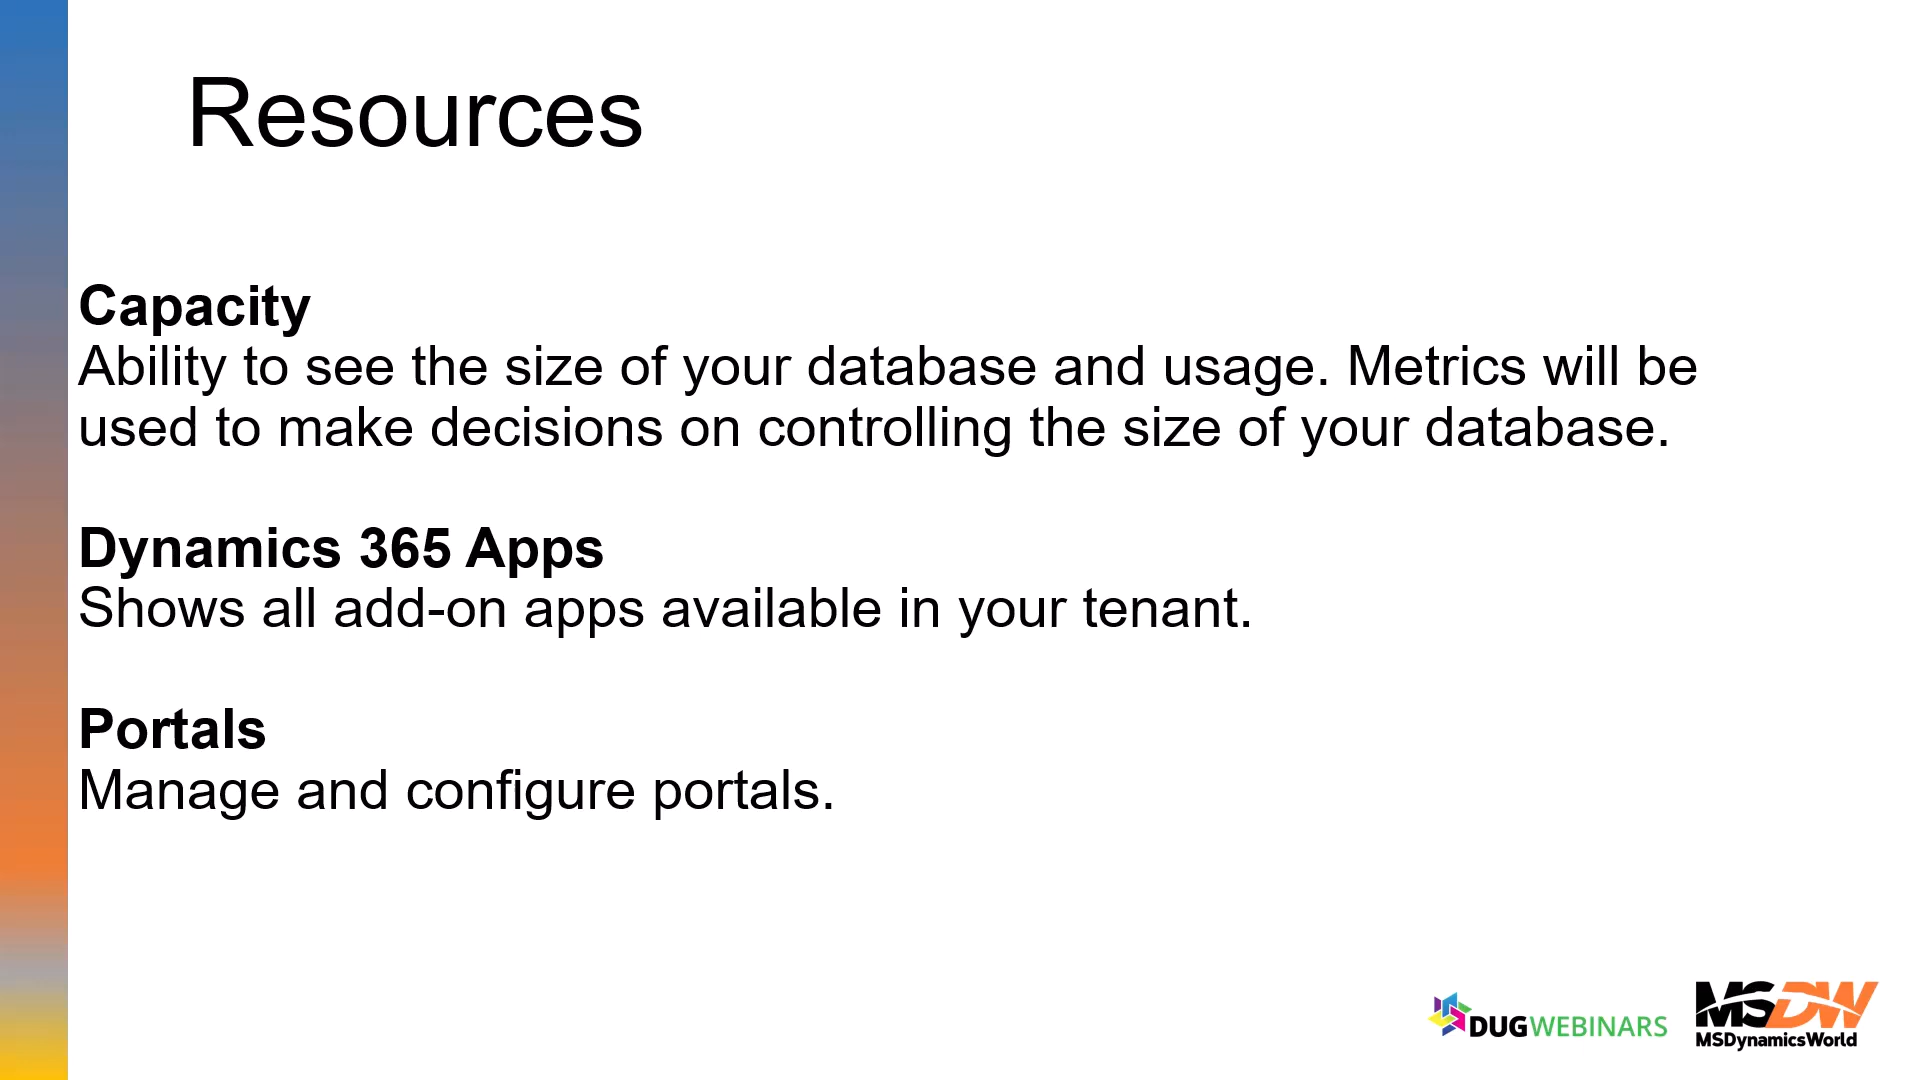 Resources
Capacity
Ability to see the size of your database and usage. Metrics will be
used to make decisions on controlling the size of your database.
Dynamics 365 Apps
Shows all add-on apps available in your tenant.
Portals
Manage and configure portals.
DUGWEBINARS
MSDW
MSDynamicsWorld